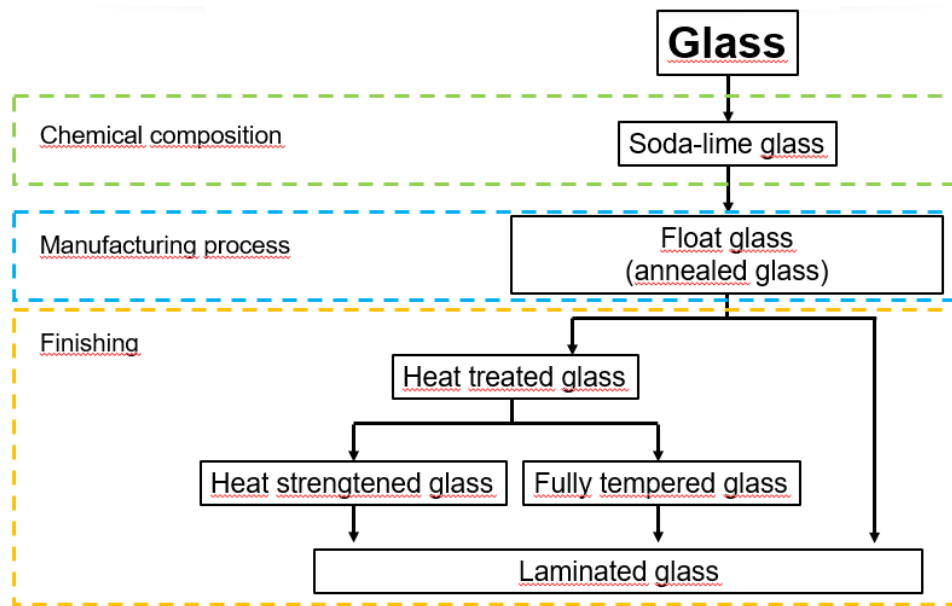 Glass
Chemical composition
Soda-lime glass
Manufacturing process
Float glass
(annealed glass)
Finishing
Heat treated glass
Heat strengtened glass
Fully tempered glass
Laminated glass